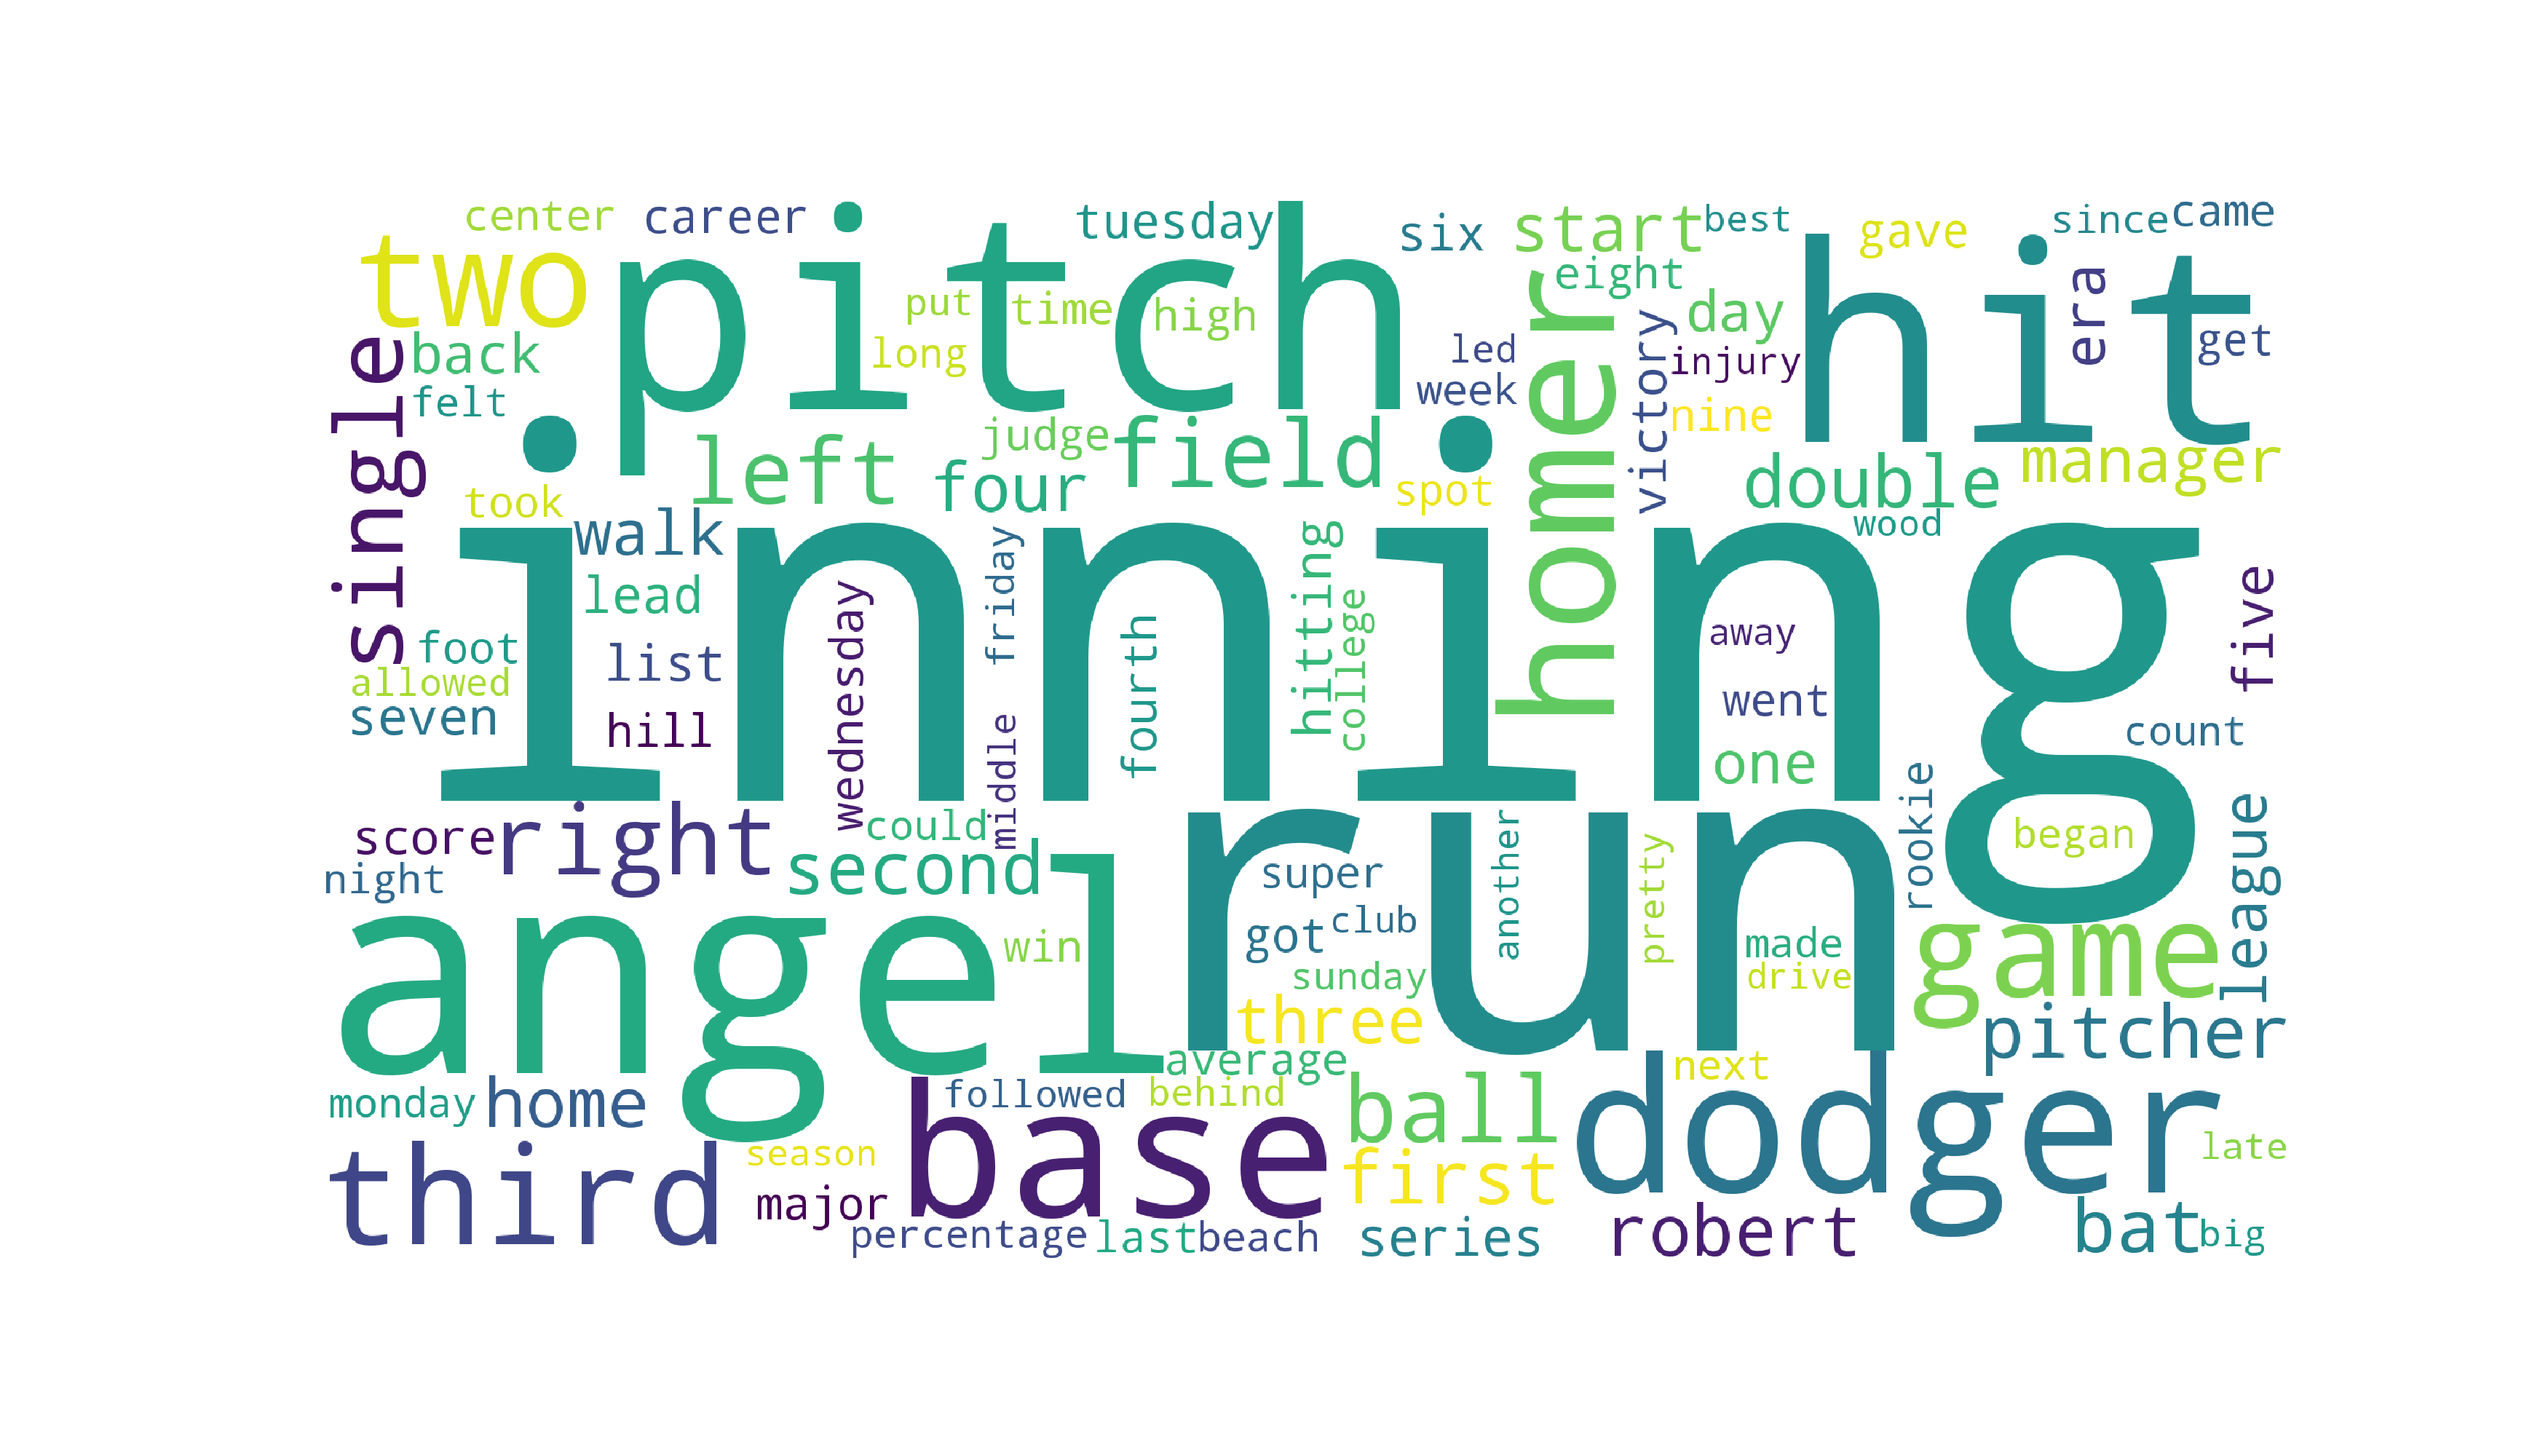 center
career
tuesday
six
start
best
gave
since
came
two
pitch
homer
eight
hit
era
get
put
time
high
day
victory
single
back
long
led
injury
felt
week
nine
judge
field
left
four
double
manager
took
spot
walk
wood
inning
friday
hitting
lead
wednesday
fourth
college
five
away
foot
list
allowed
went
seven
hill
middle
count
one
score
right
could
rookie
league
began
night
second
super
another
pretty
run
angel
win
got
club
made
game
sunday
drive
three
pitcher
average
next
monday
home
followed
behind
ball
dodger
base
third
season
first
late
major
percentage
last
beach
series
robert
bat
big